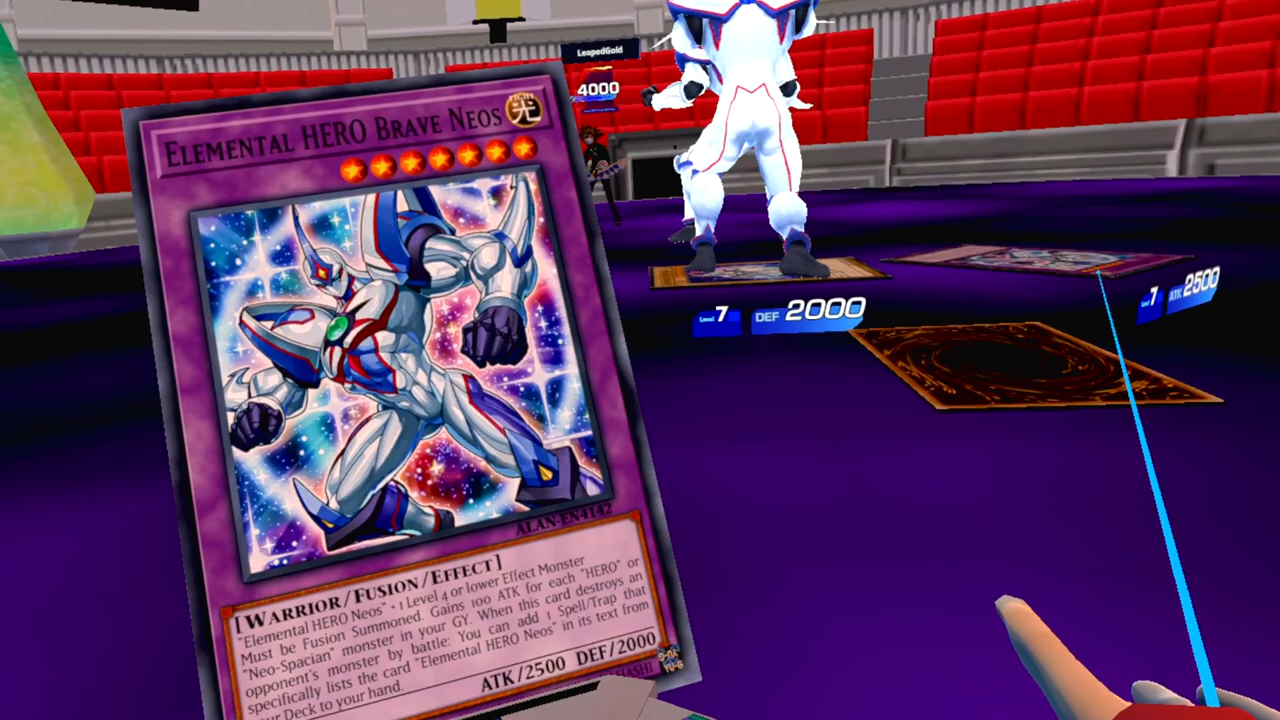 LeapedGold
4000
ELEMENTAL HERO BRAVE NEOS
LIGHT
光
ALAN-EN4142
[WARRIOR/FUSION/EFFECT]
"Elemental HERO Neos" + 1 Level 4 or lower Effect Monster
Must be Fusion Summoned. Gains 100 ATK for each "HERO" or
"Neo-Spacian" monster in your GY. When this card destroys an
opponent's monster by battle: You can add 1 Spell/Trap that
specifically lists the card "Elemental HERO Neos" in its text from
your Deck to your hand.
ATK/2500 DEF/2000
Level 7
DEF 2000
Level 7
ATK 2500